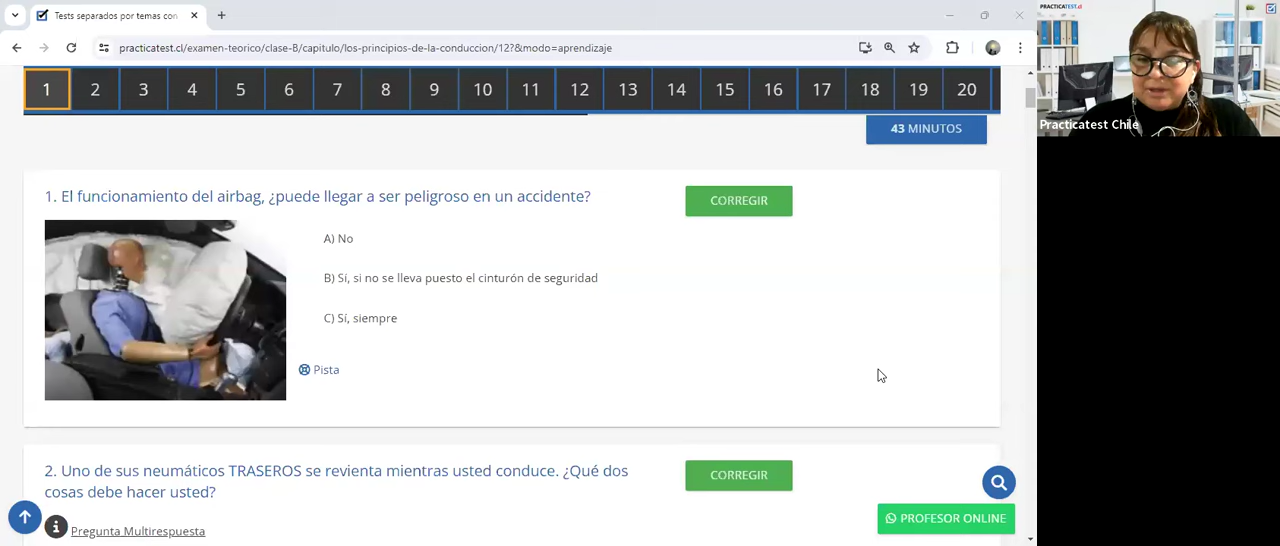 Tests separados por temas con
practicatest.cl/examen-teorico/clase-B/capitulo/los-principios-de-la-conduccion/12?&modo=aprendizaje
1 2 3 4 5 6 7 8 9 10 11 12 13 14 15 16 17 18 19 20
43 MINUTOS
1. El funcionamiento del airbag, ¿puede llegar a ser peligroso en un accidente?
CORREGIR
A) No
B) Sí, si no se lleva puesto el cinturón de seguridad
C) Sí, siempre
Pista
2. Uno de sus neumáticos TRASEROS se revienta mientras usted conduce. ¿Qué dos
cosas debe hacer usted?
CORREGIR
Pregunta Multirespuesta
PROFESOR ONLINE
PRACTICATEST.CL
Practicatest Chile